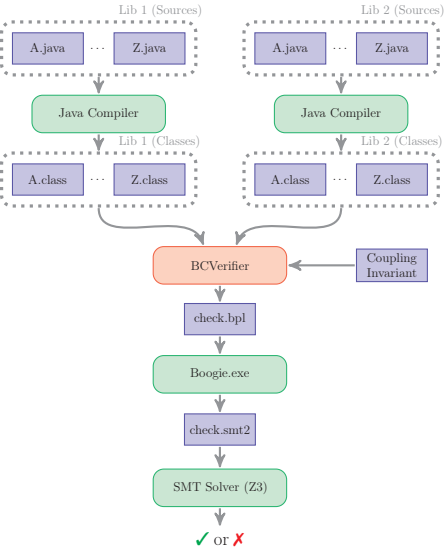 Lib 1 (Sources)
Lib 2 (Sources)
A.java ... Z.java
A.java ... Z.java
Java Compiler
Java Compiler
Lib 1 (Classes)
Lib 2 (Classes)
A.class ... Z.class
A.class ... Z.class
BCVerifier
Coupling
Invariant
check.bpl
Boogie.exe
check.smt2
SMT Solver (Z3)
✓ or ✗